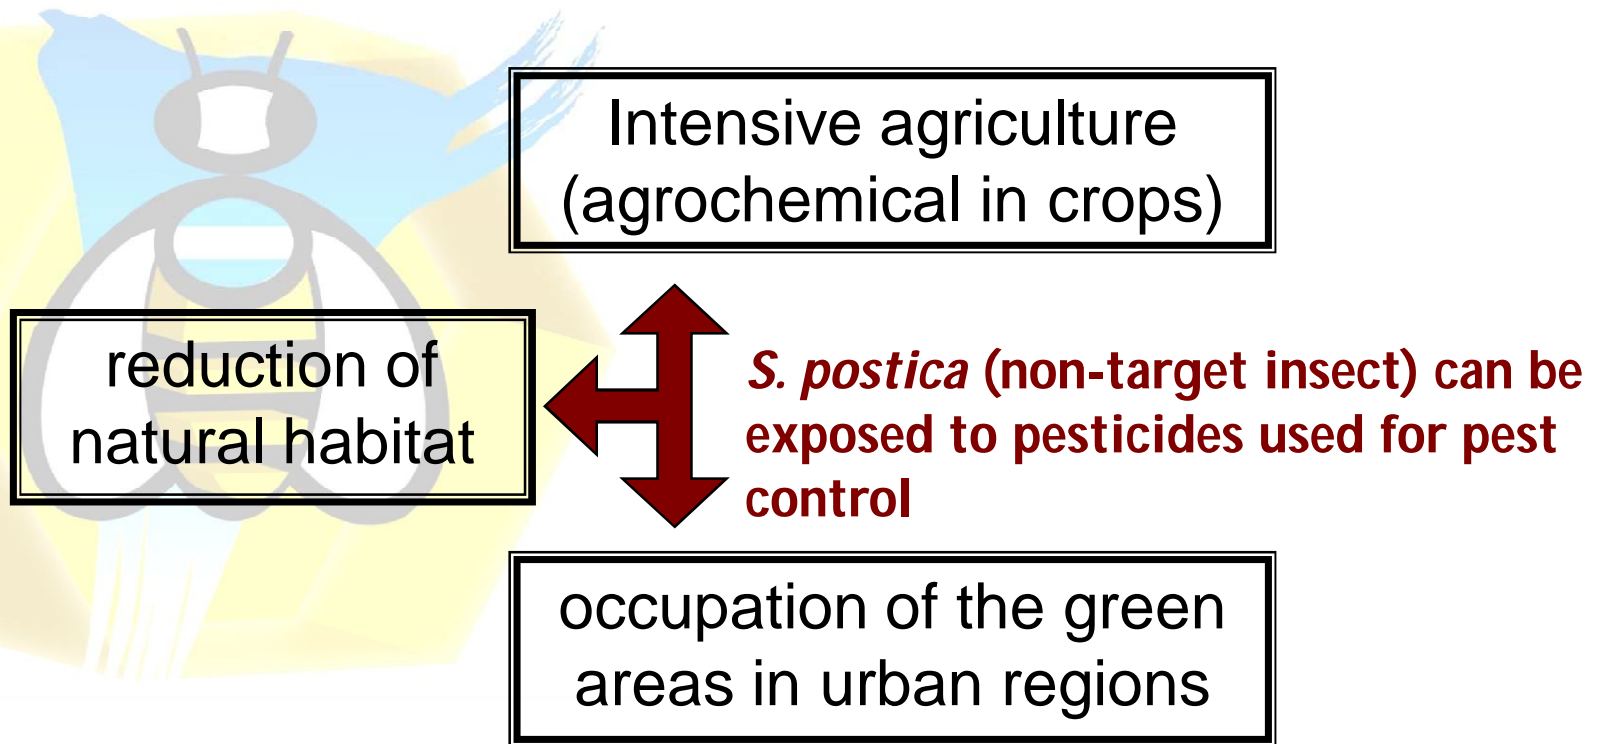 Intensive agriculture
(agrochemical in crops)
reduction of
natural habitat
S. postica (non-target insect) can be
exposed to pesticides used for pest
control
occupation of the green
areas in urban regions